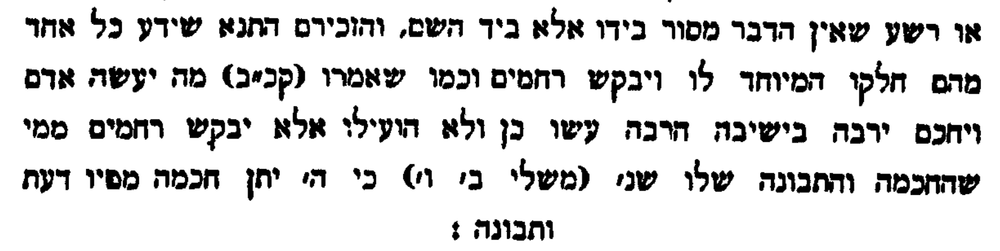 או רשע שאין הדבר מסור בידו אלא ביד השם, והזכירם התנא שידע כל אחד
מהם חלקו המיוחד לו ויבקש רחמים וכמו שאמרו (קכ״ב) מה יעשה אדם
ויחכם ירבה בישיבה הרבה עשו כן ולא הועילו אלא יבקש רחמים ממי
שהחכמה והתבונה שלו שנ׳ (משלי ב׳ ו׳) כי ה׳ יתן חכמה מפיו דעת
ותבונה :